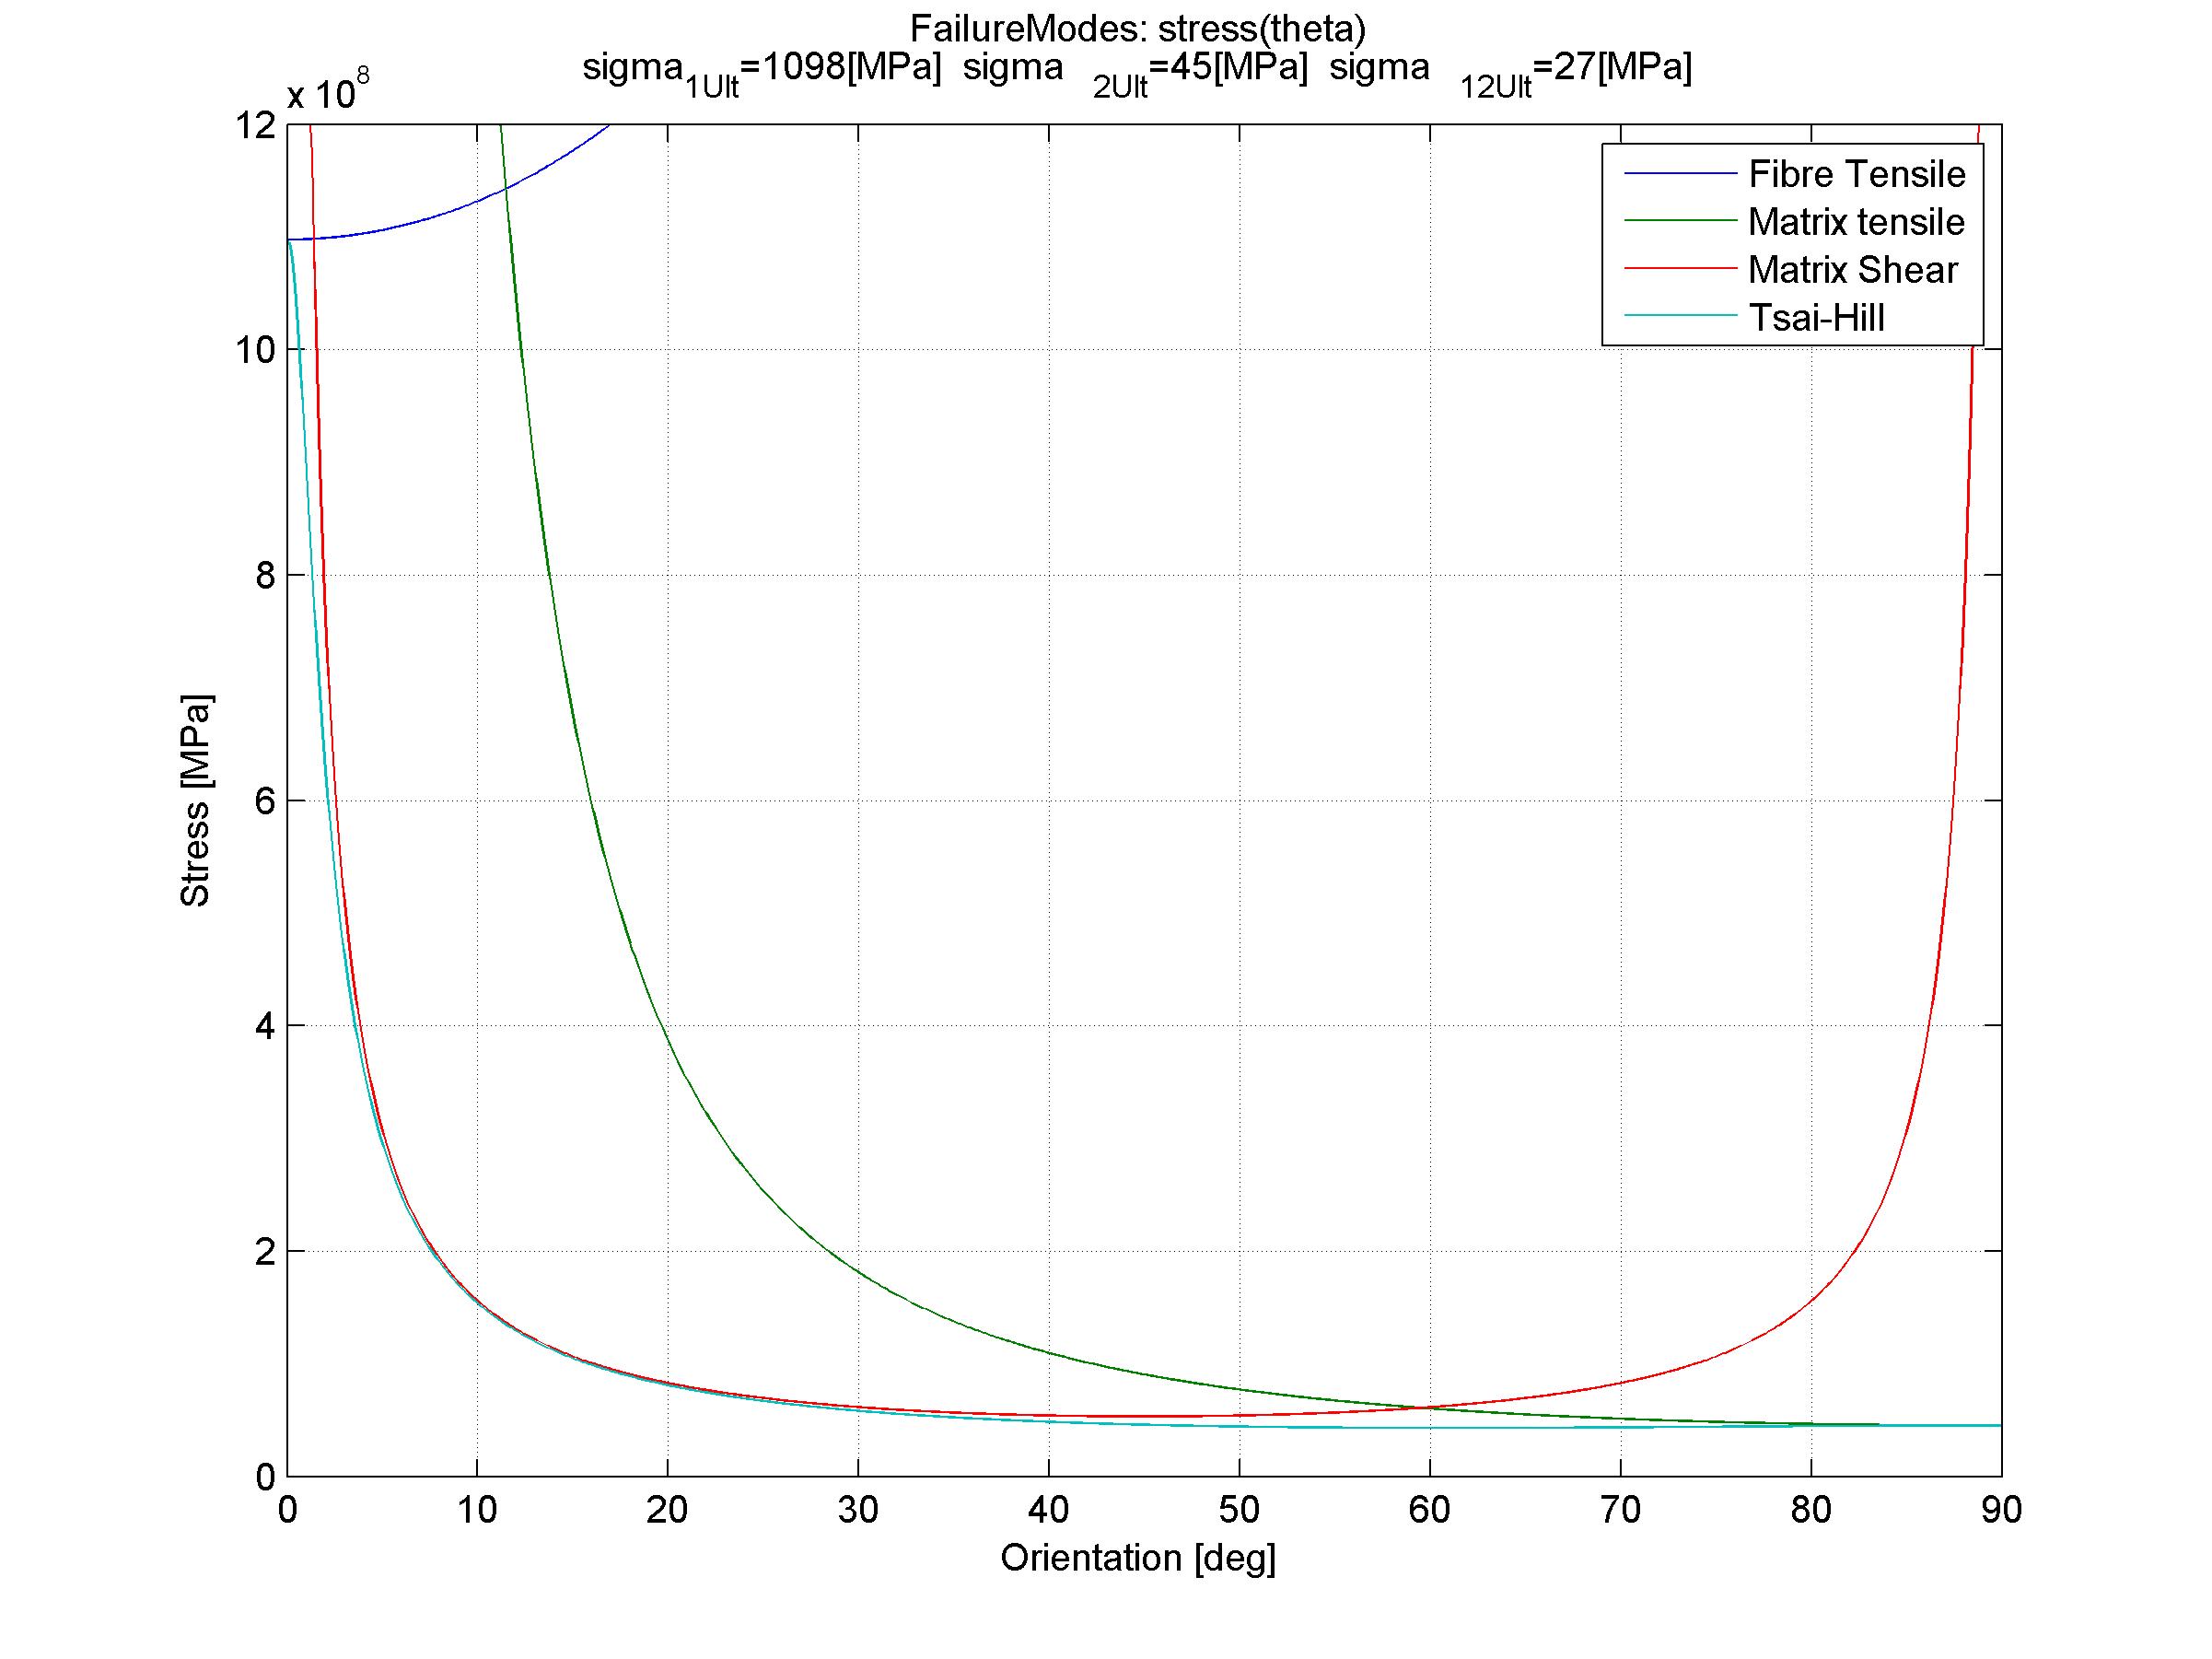 FailureModes: stress(theta)
sigma1Ult=1098[MPa] sigma 2Ult=45[MPa] sigma 12Ult=27[MPa]
x 10^8
12
10
8
6
4
2
0
Stress [MPa]
Fibre Tensile
Matrix tensile
Matrix Shear
Tsai-Hill
0 10 20 30 40 50 60 70 80 90
Orientation [deg]